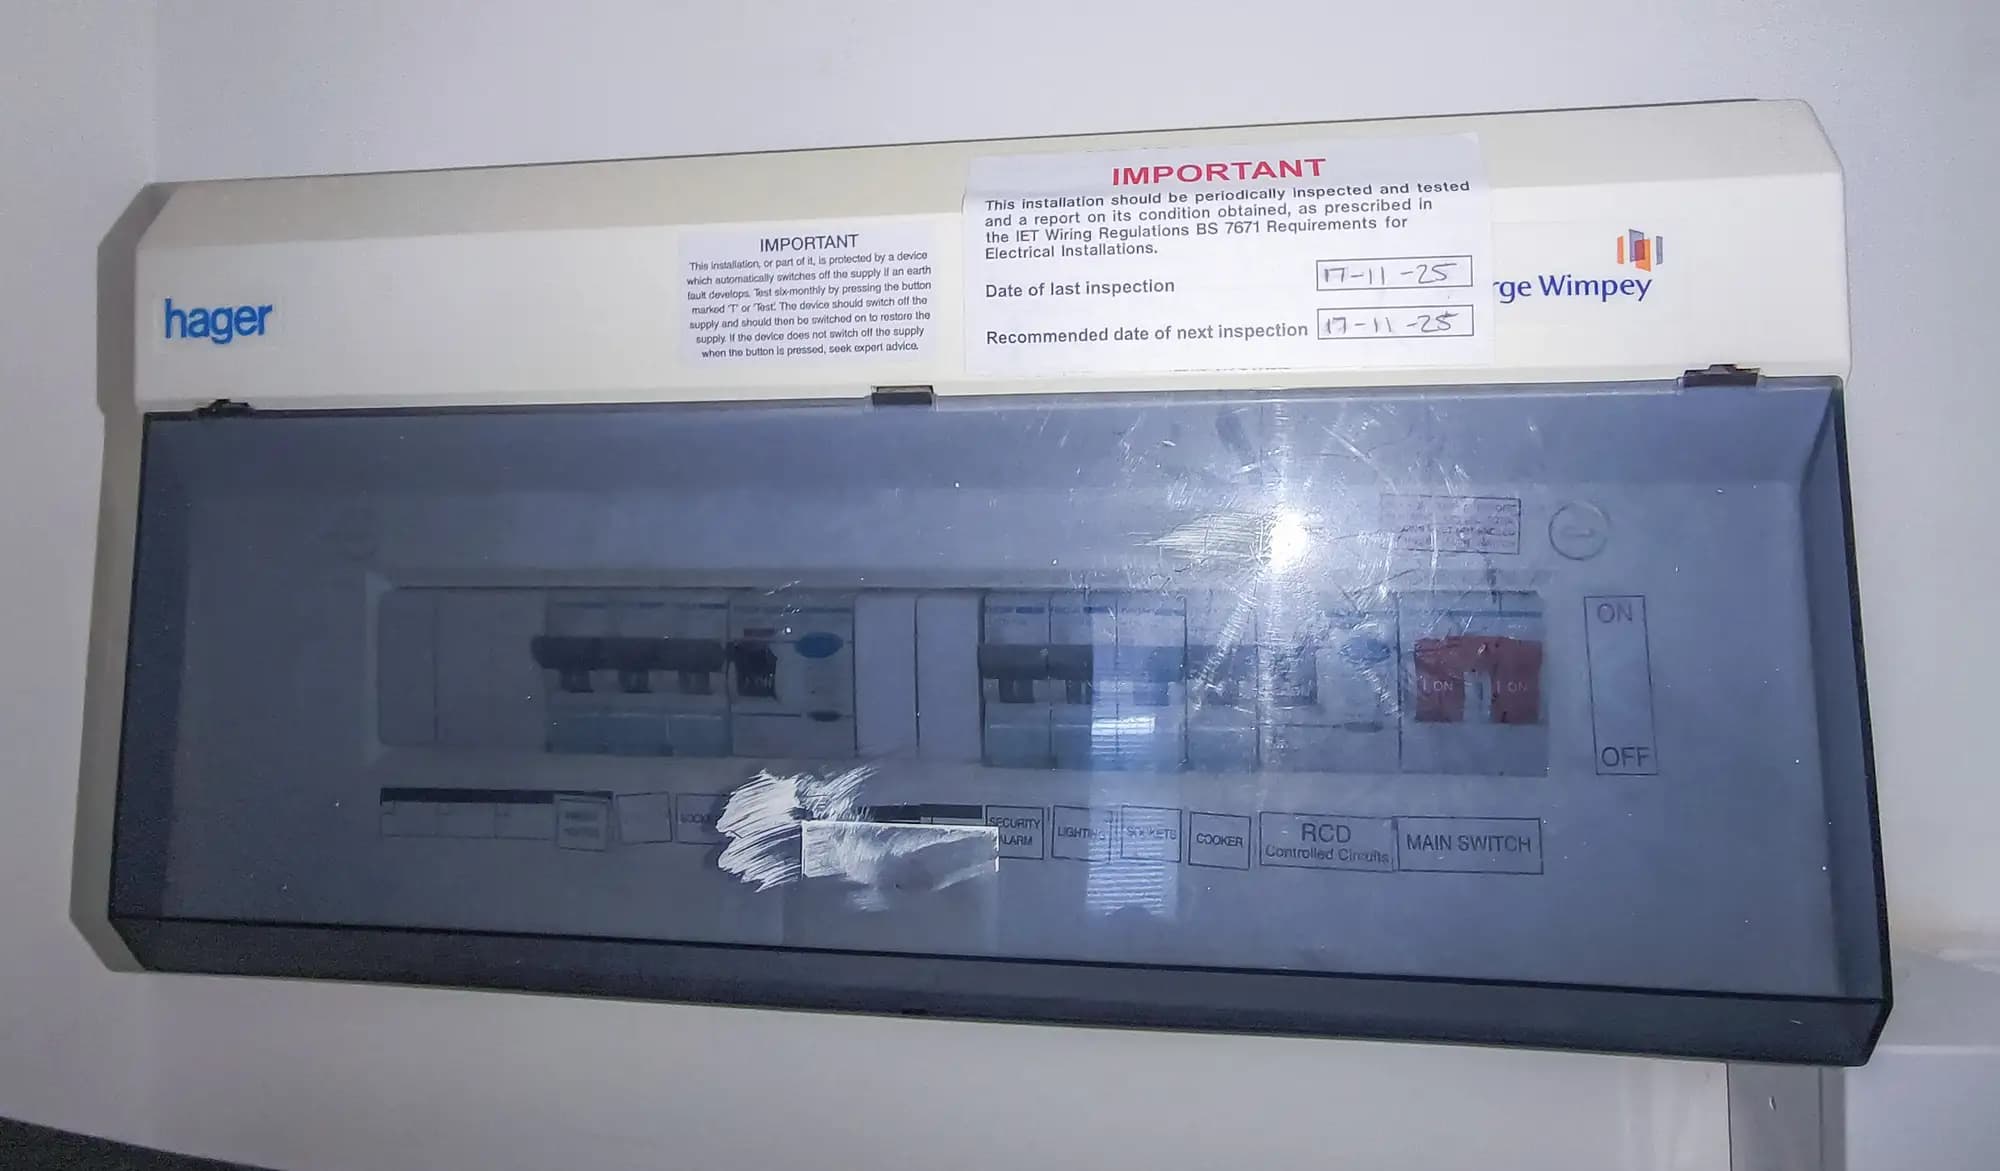 hager
IMPORTANT
This installation, or part of it, is protected by a device
which automatically switches off the supply if an earth
fault develops. Test six-monthly by pressing the button
marked 'T' or 'Test'. The device should switch off the
supply and should then be switched on to restore the
supply. If the device does not switch off the supply
when the button is pressed, seek expert advice.
IMPORTANT
This installation should be periodically inspected and tested
and a report on its condition obtained, as prescribed in
the IET Wiring Regulations BS 7671 Requirements for
Electrical Installations.
Date of last inspection 17-11-25
Recommended date of next inspection 17-11-25
rge Wimpey
ON
I ON I ON
ON
OFF
SECURITY
ALARM
LIGHTING
SOCKETS
COOKER
RCD
Controlled Circuits
MAIN SWITCH